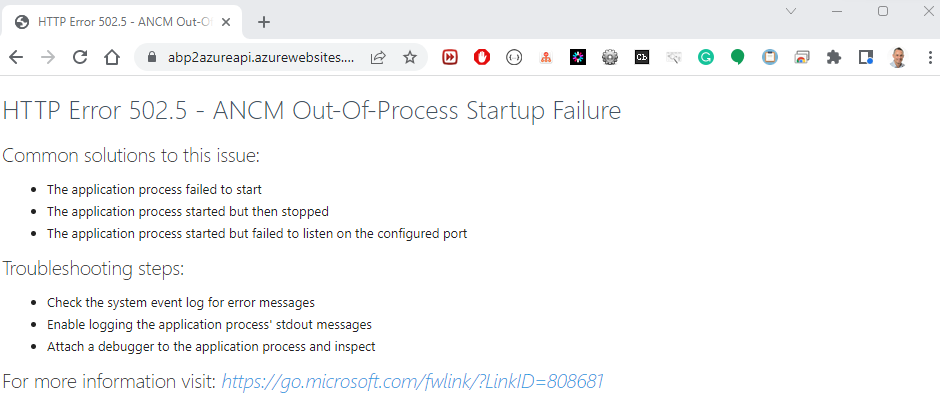 HTTP Error 502.5 - ANCM Out-O
abp2azureapi.azurewebsites....
HTTP Error 502.5 - ANCM Out-Of-Process Startup Failure
Common solutions to this issue:
• The application process failed to start
• The application process started but then stopped
• The application process started but failed to listen on the configured port
Troubleshooting steps:
• Check the system event log for error messages
• Enable logging the application process' stdout messages
• Attach a debugger to the application process and inspect
For more information visit: https://go.microsoft.com/fwlink/?LinkID=808681